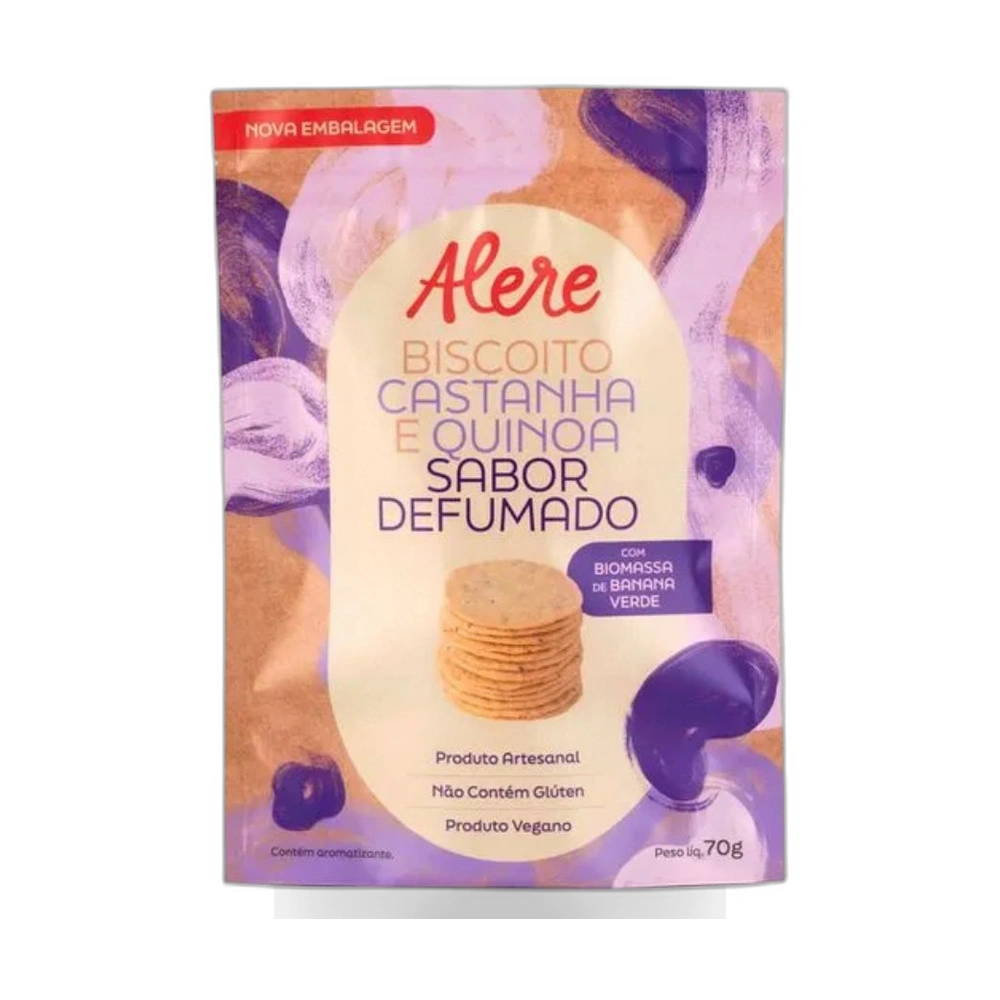 NOVA EMBALAGEM
Alere
BISCOITO
CASTANHA
E QUINOA
SABOR
DEFUMADO
COM
BIOMASSA
DE BANANA
VERDE
Produto Artesanal
Não Contém Glúten
Produto Vegano
Contém aromatizante.
Peso líq. 70g